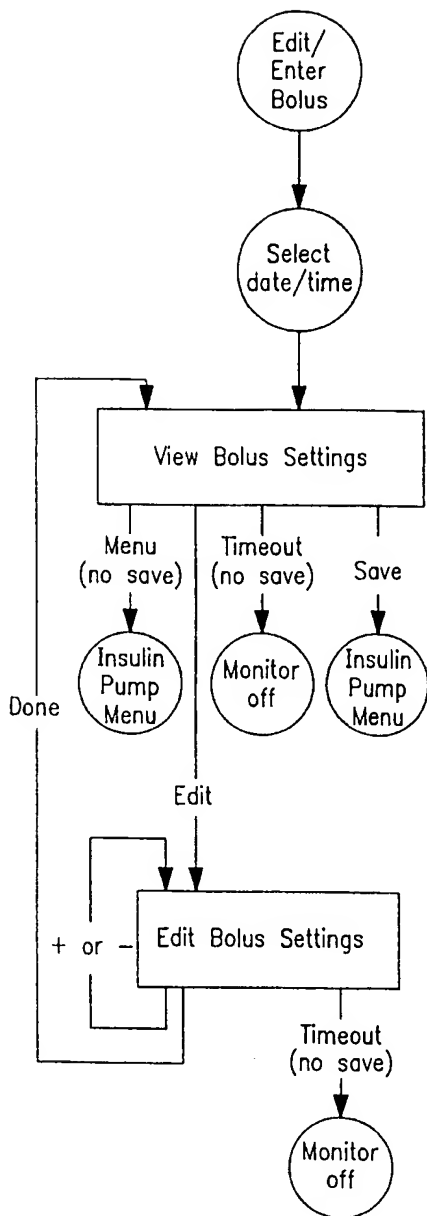 Edit/
Enter
Bolus
Select
date/time
View Bolus Settings
Menu
(no save)
Timeout
(no save)
Save
Insulin
Pump
Menu
Monitor
off
Insulin
Pump
Menu
Done
Edit
+ or -
Edit Bolus Settings
Timeout
(no save)
Monitor
off